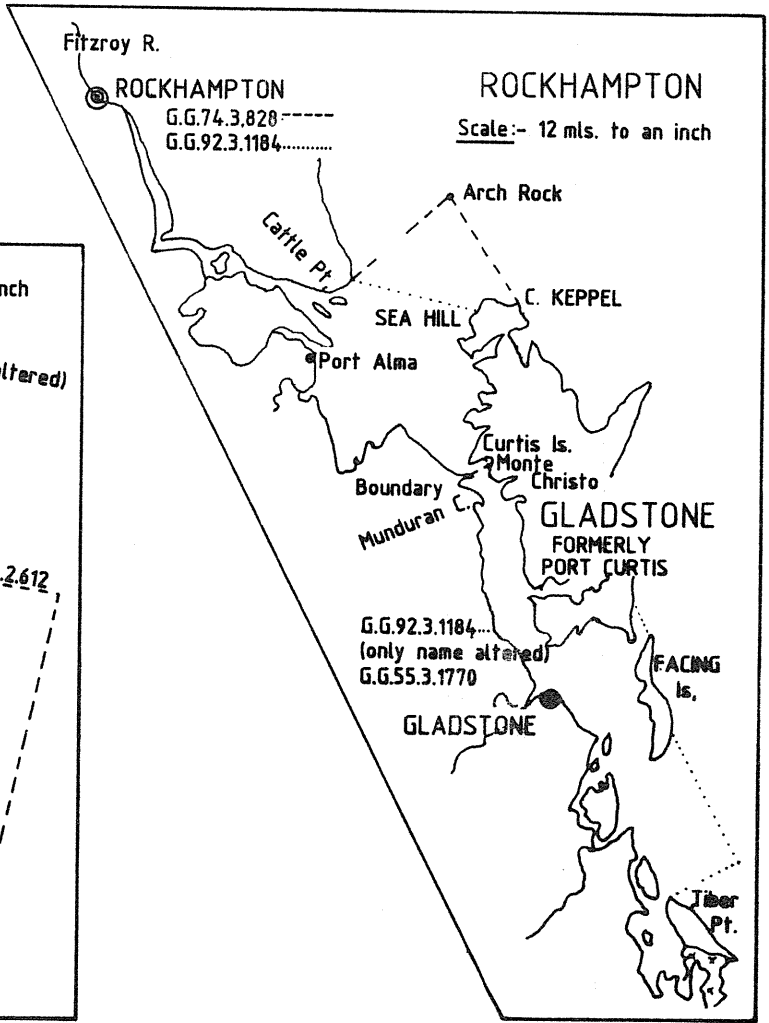 Fitzroy R.
ROCKHAMPTON
G.G.74.3,828-----
G.G.92.3.1184..........
ROCKHAMPTON
Scale:- 12 mls. to an inch
Arch Rock
Cattle Pt.
C. KEPPEL
SEA HILL
Port Alma
Curtis Is.
Monte
Christo
Boundary
Munduran C.
GLADSTONE
FORMERLY
PORT CURTIS
G.G.92.3.1184....
(only name altered)
G.G.55.3.1770
FACING
Is,
GLADSTONE
Tiber
Pt.
nch
ltered)
.2.612